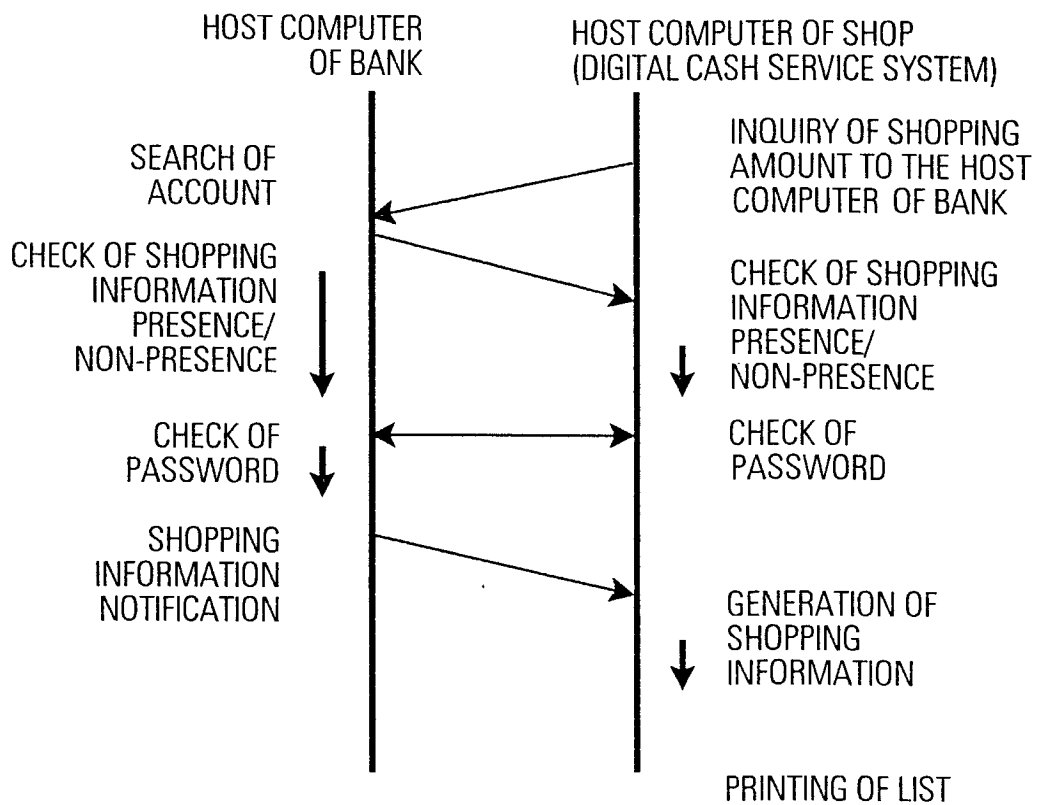 HOST COMPUTER
OF BANK
HOST COMPUTER OF SHOP
(DIGITAL CASH SERVICE SYSTEM)
SEARCH OF
ACCOUNT
INQUIRY OF SHOPPING
AMOUNT TO THE HOST
COMPUTER OF BANK
CHECK OF SHOPPING
INFORMATION
PRESENCE/
NON-PRESENCE
CHECK OF SHOPPING
INFORMATION
PRESENCE/
NON-PRESENCE
CHECK OF
PASSWORD
CHECK OF
PASSWORD
SHOPPING
INFORMATION
NOTIFICATION
GENERATION OF
SHOPPING
INFORMATION
PRINTING OF LIST